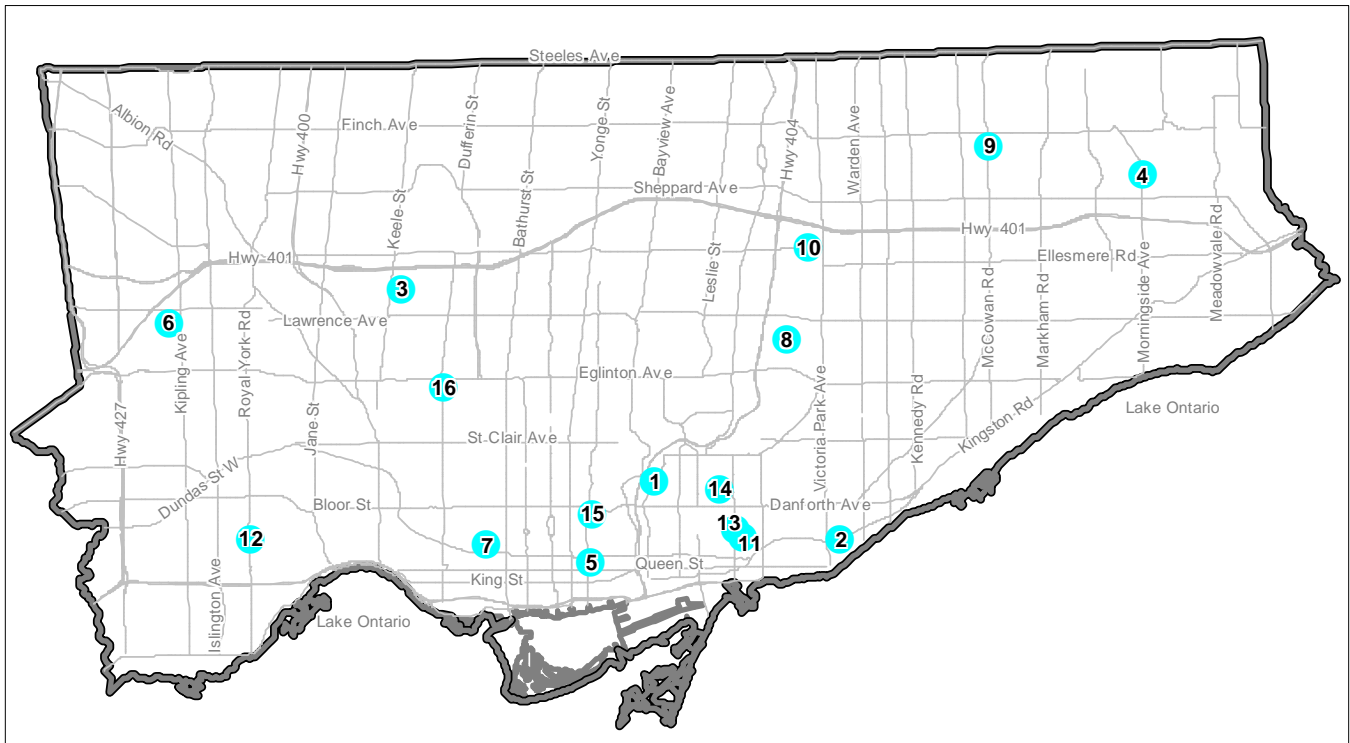 Steeles Ave
Albion Rd
Finch Ave
Hwy 400
Dufferin St
Yonge St
Bayview Ave
Hwy 404
Warden Ave
9
4
Keele St
Bathurst St
Sheppard Ave
Leslie St
Hwy 401
Hwy 401
10
Ellesmere Rd
Meadowvale Rd
3
6
Lawrence Ave
8
McCowan Rd
Markham Rd
Morningside Ave
Kipling Ave
Royal York Rd
16
Eglinton Ave
Hwy 427
Jane St
St Clair Ave
Victoria Park Ave
Kennedy Rd
Kingston Rd
Lake Ontario
Dundas St W
Bloor St
1
14
Danforth Ave
15
13
11
2
12
7
5
Queen St
King St
Islington Ave
Lake Ontario